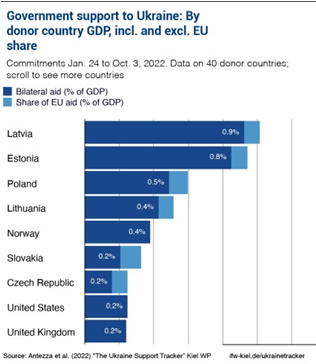 Government support to Ukraine: By
donor country GDP, incl. and excl. EU
share
Commitments Jan. 24 to Oct. 3, 2022. Data on 40 donor countries;
scroll to see more countries
Bilateral aid (% of GDP)
Share of EU aid (% of GDP)
Latvia 0.9%
Estonia 0.8%
Poland 0.5%
Lithuania 0.4%
Norway 0.4%
Slovakia 0.2%
Czech Republic 0.2%
United States 0.2%
United Kingdom 0.2%
Source: Antezza et al. (2022) "The Ukraine Support Tracker" Kiel WP ifw-kiel.de/ukrainetracker